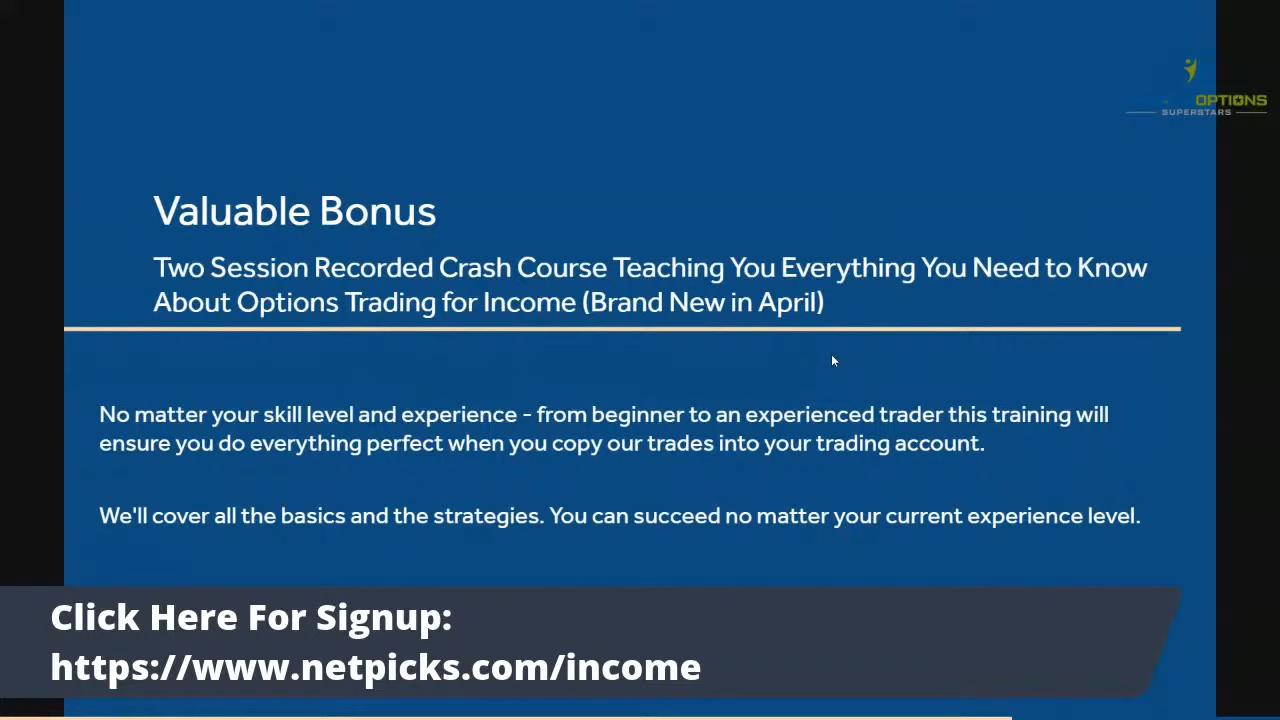 OPTIONS
SUPERSTARS
Valuable Bonus
Two Session Recorded Crash Course Teaching You Everything You Need to Know
About Options Trading for Income (Brand New in April)
No matter your skill level and experience - from beginner to an experienced trader this training will
ensure you do everything perfect when you copy our trades into your trading account.
We'll cover all the basics and the strategies. You can succeed no matter your current experience level.
Click Here For Signup:
https://www.netpicks.com/income